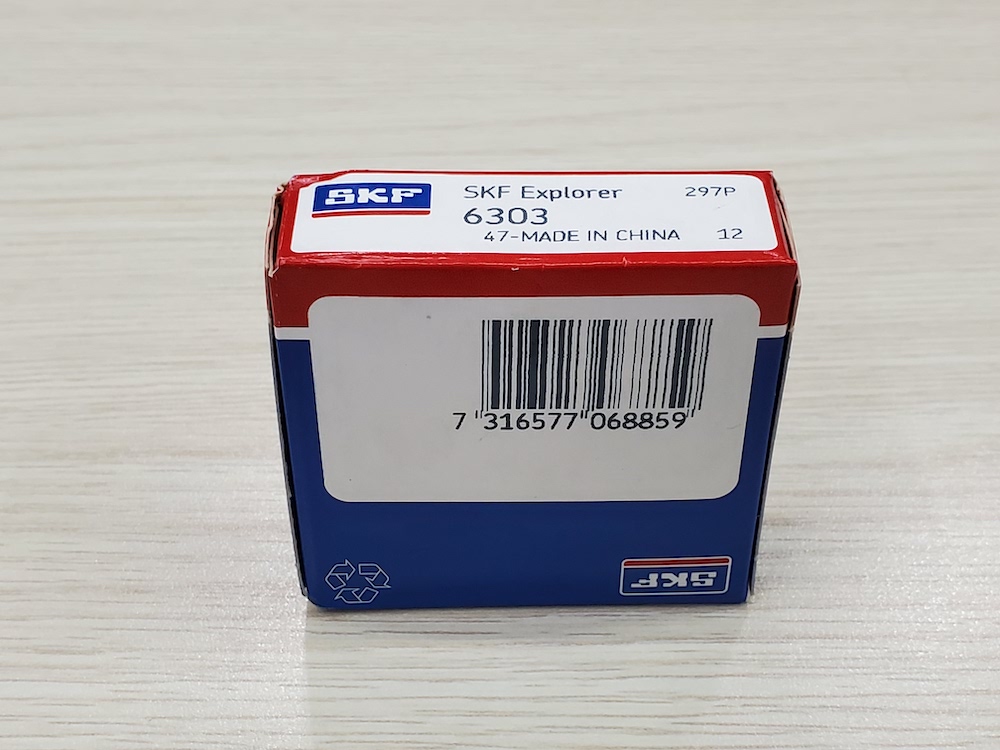 SKF
SKF Explorer 297P
6303
47-MADE IN CHINA 12
7 316577 068859
SKF